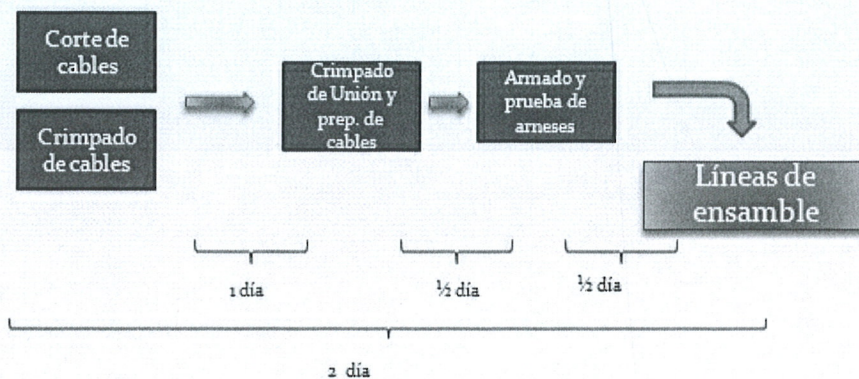 Corte de
cables
Crimpado
de cables
Crimpado
de Unión y
prep. de
cables
Armado y
prueba de
arneses
Líneas de
ensamble
1 día
½ día
½ día
2 día